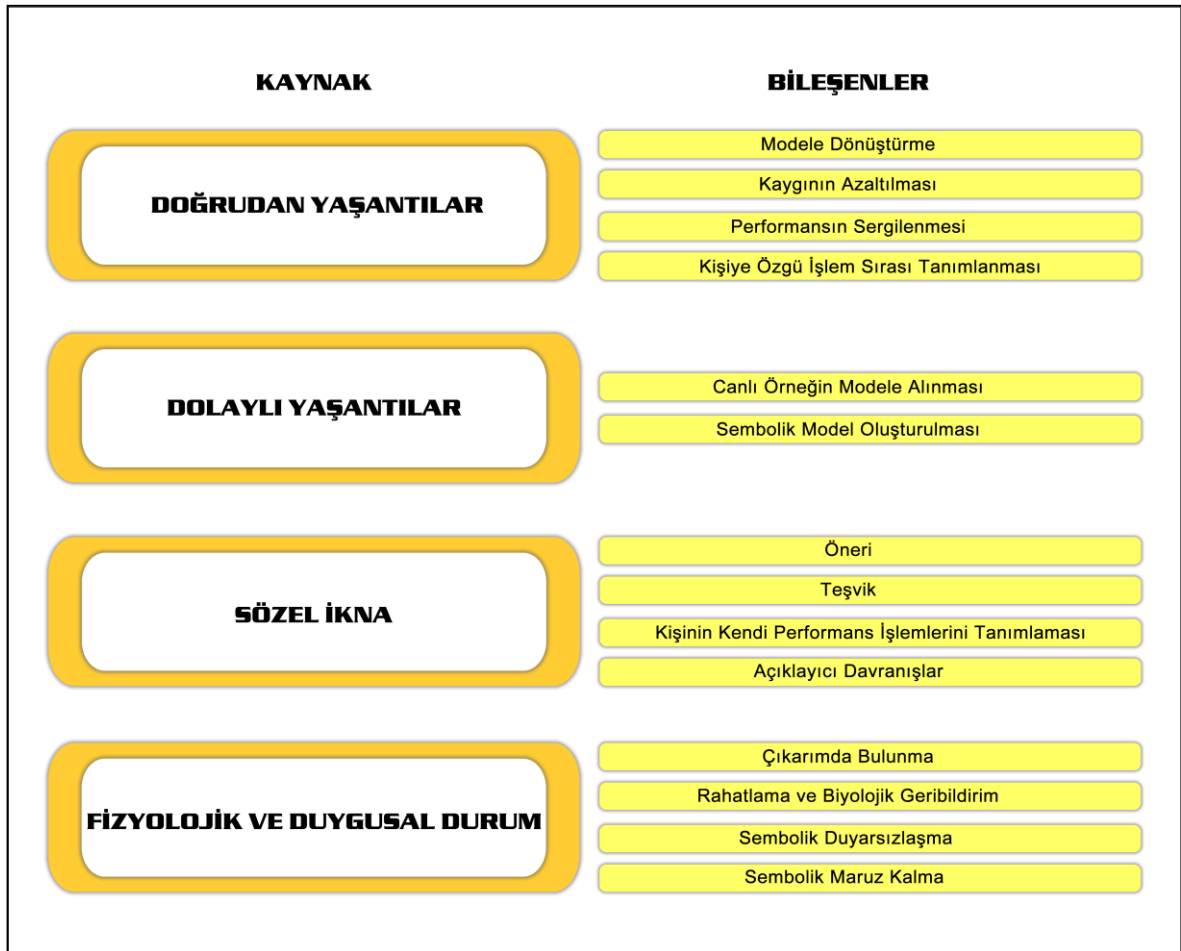 KAYNAK
BİLEŞENLER
DOĞRUDAN YAŞANTILAR
Modele Dönüştürme
Kaygının Azaltılması
Performansın Sergilenmesi
Kişiye Özgü İşlem Sırası Tanımlanması
DOLAYLI YAŞANTILAR
Canlı Örneğin Modele Alınması
Sembolik Model Oluşturulması
SÖZEL İKNA
Öneri
Teşvik
Kişinin Kendi Performans İşlemlerini Tanımlaması
Açıklayıcı Davranışlar
FİZYOLOJİK VE DUYGUSAL DURUM
Çıkarımda Bulunma
Rahatlama ve Biyolojik Geribildirim
Sembolik Duyarsızlaşma
Sembolik Maruz Kalma